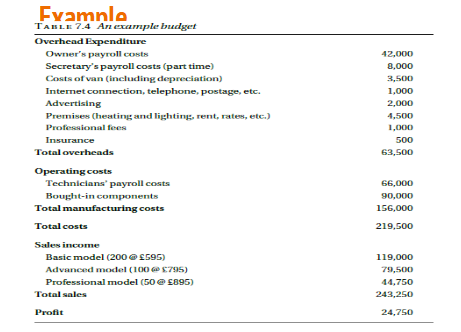 Example
TABLE 7.4 An example budget
Overhead Expenditure
Owner's payroll costs 42,000
Secretary's payroll costs (part time) 8,000
Costs of van (including depreciation) 3,500
Internet connection, telephone, postage, etc. 1,000
Advertising 2,000
Premises (heating and lighting, rent, rates, etc.) 4,500
Professional fees 1,000
Insurance 500
Total overheads 63,500
Operating costs
Technicians' payroll costs 66,000
Bought-in components 90,000
Total manufacturing costs 156,000
Total costs 219,500
Sales income
Basic model (200 @ £595) 119,000
Advanced model (100 @ £795) 79,500
Professional model (50 @ £895) 44,750
Total sales 243,250
Profit 24,750